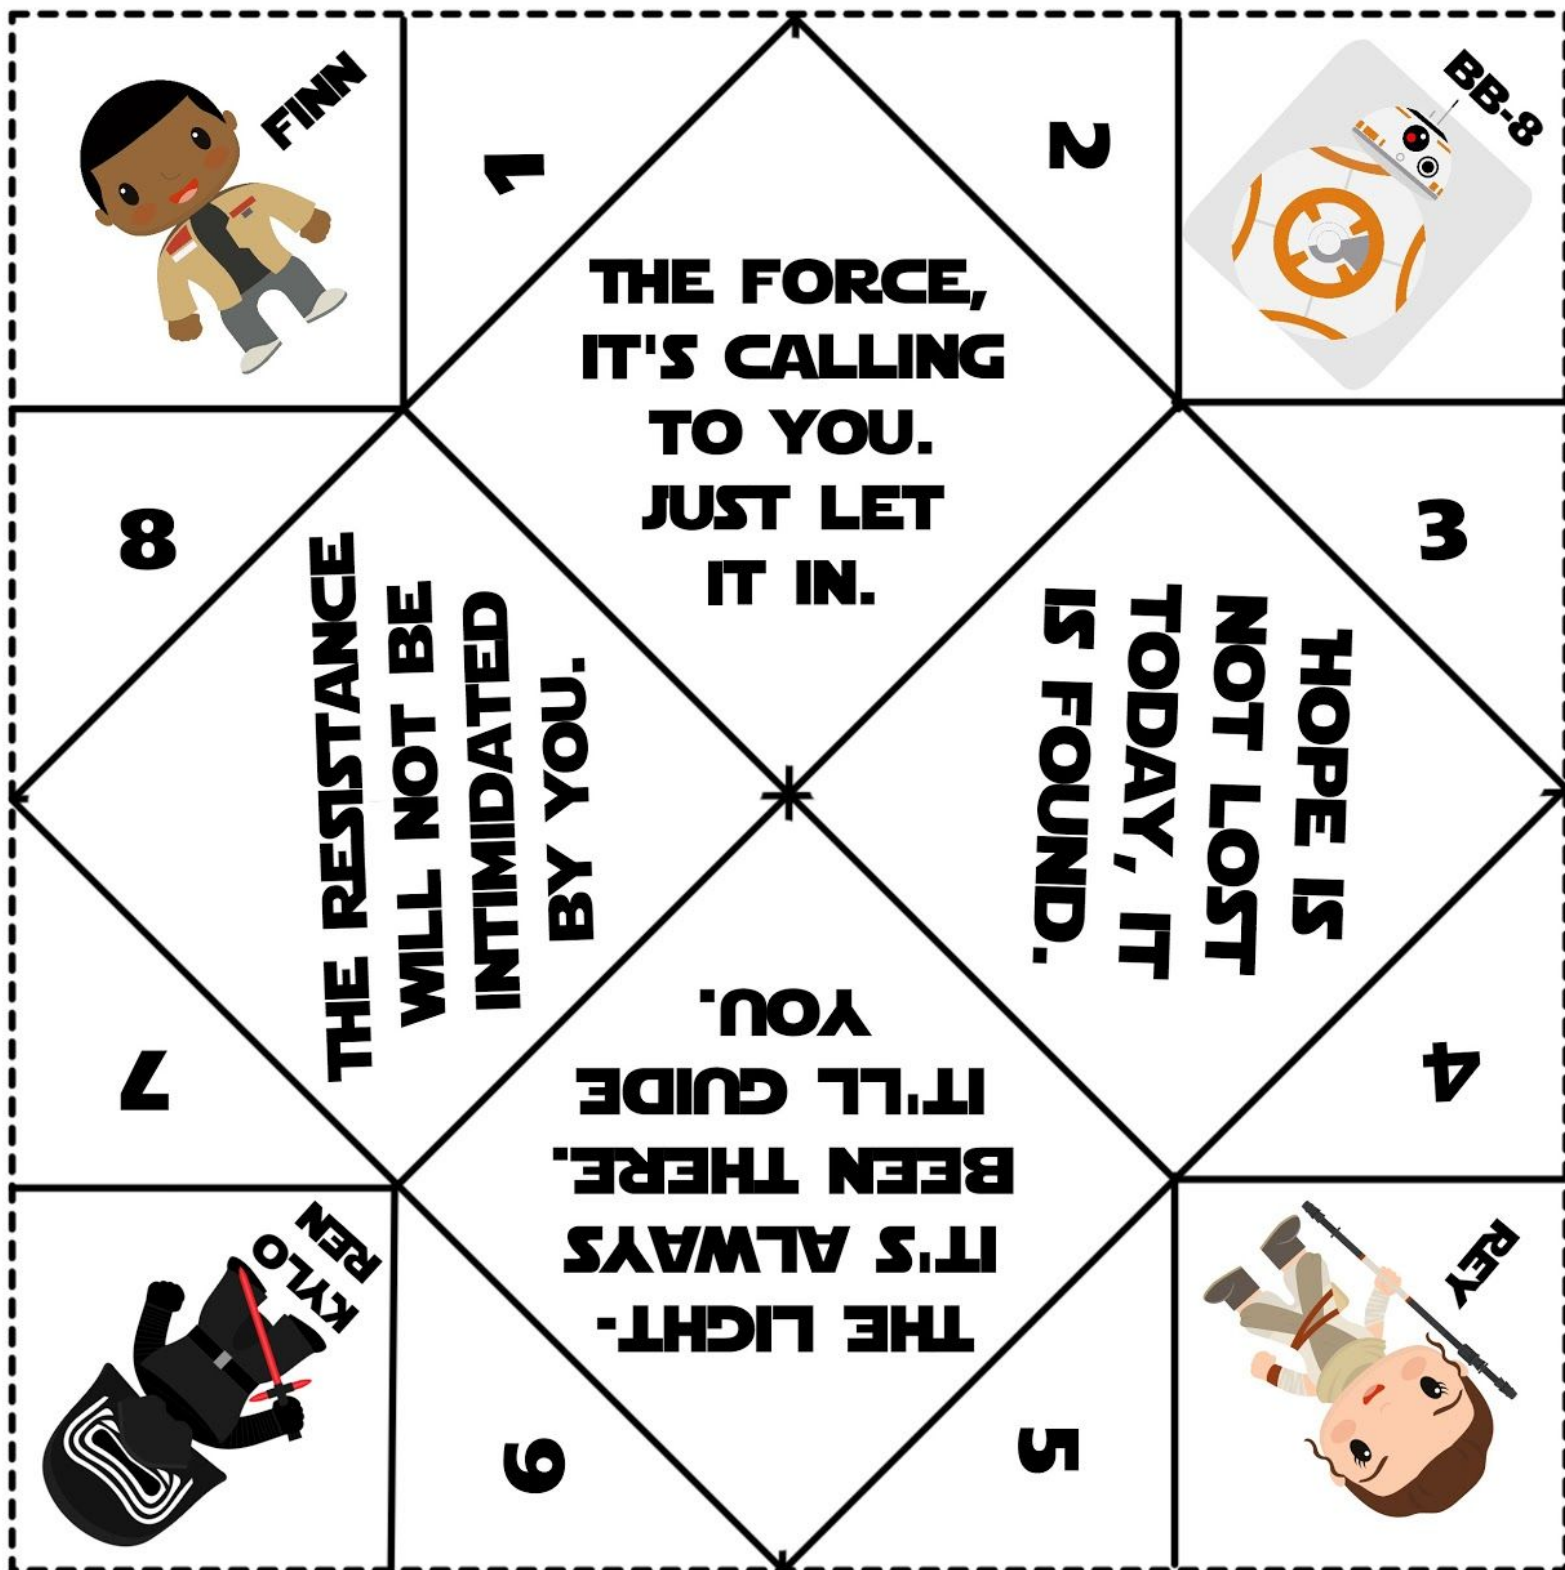 FINN
1
2
BB-8
THE FORCE,
IT'S CALLING
TO YOU.
JUST LET
IT IN.
8
3
THE RESISTANCE
WILL NOT BE
INTIMIDATED
BY YOU.
HOPE IS
NOT LOST
TODAY, IT
IS FOUND.
7
4
THE LIGHT-
IT'S ALWAYS
BEEN THERE.
IT'LL GUIDE
YOU.
KYLO
REN
6
5
REY